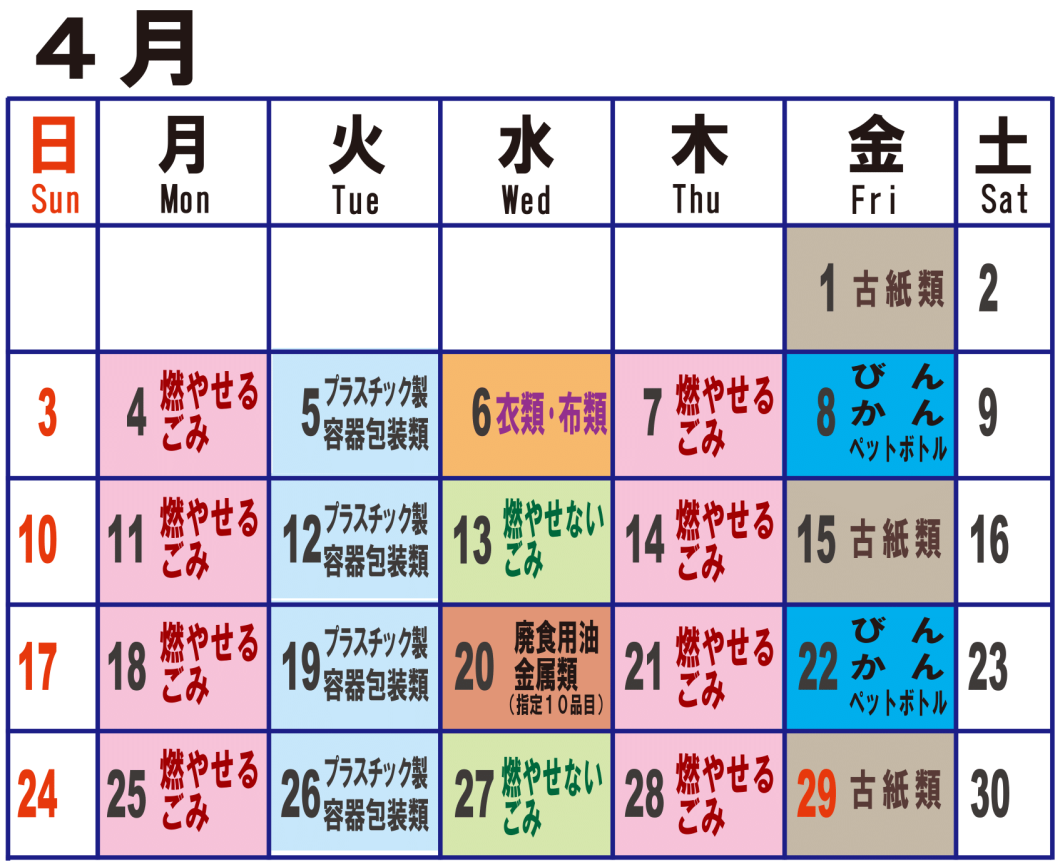 4月
日 月 火 水 木 金 土
Sun Mon Tue Wed Thu Fri Sat
1 古紙類
2
3
4 燃やせる
ごみ
5 プラスチック製
容器包装類
6 衣類・布類
7 燃やせる
ごみ
8 びん
かん
ペットボトル
9
10
11 燃やせる
ごみ
12 プラスチック製
容器包装類
13 燃やせない
ごみ
14 燃やせる
ごみ
15 古紙類
16
17
18 燃やせる
ごみ
19 プラスチック製
容器包装類
20 廃食用油
金属類
(指定10品目)
21 燃やせる
ごみ
22 びん
かん
ペットボトル
23
24
25 燃やせる
ごみ
26 プラスチック製
容器包装類
27 燃やせない
ごみ
28 燃やせる
ごみ
29 古紙類
30